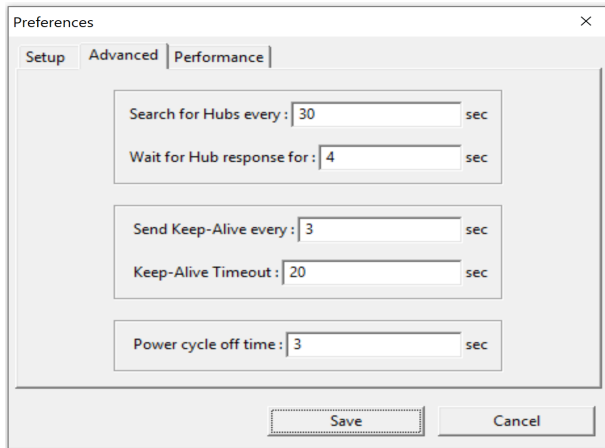 Preferences
Setup Advanced Performance
Search for Hubs every : 30 sec
Wait for Hub response for : 4 sec
Send Keep-Alive every : 3 sec
Keep-Alive Timeout : 20 sec
Power cycle off time : 3 sec
Save Cancel